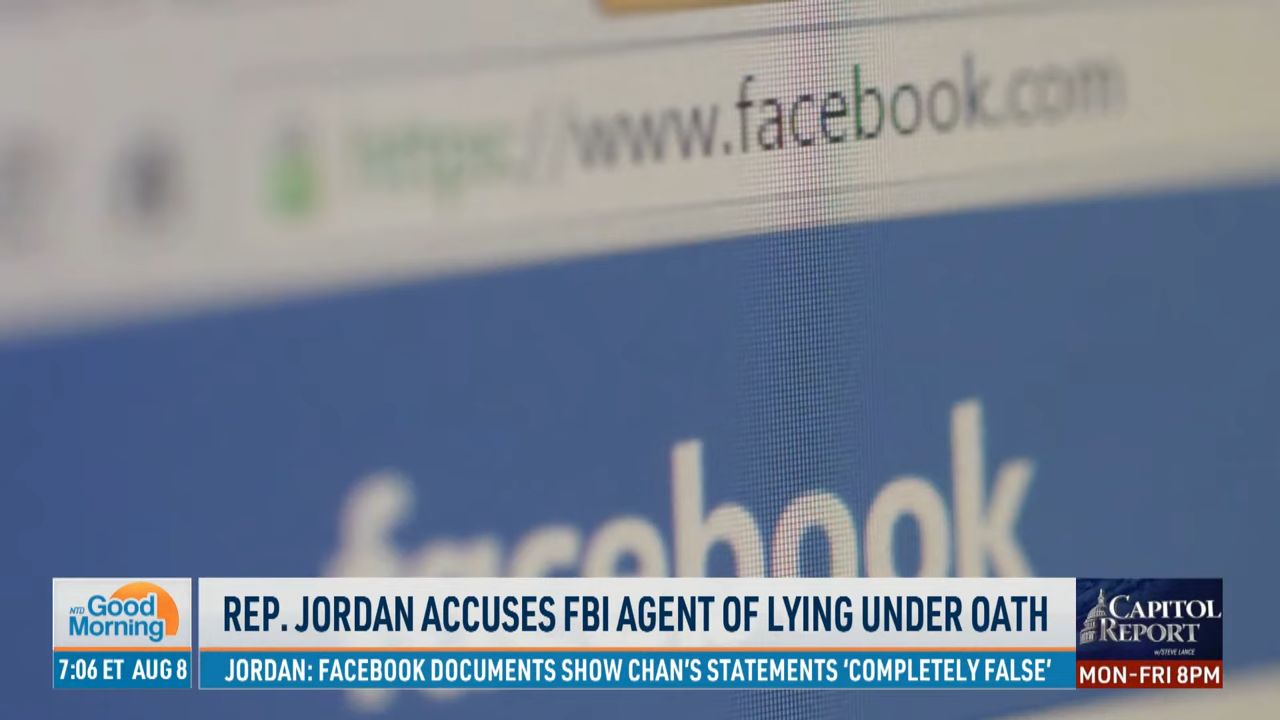 https://www.facebook.com
facebook
NTD Good
Morning
7:06 ET AUG 8
REP. JORDAN ACCUSES FBI AGENT OF LYING UNDER OATH
JORDAN: FACEBOOK DOCUMENTS SHOW CHAN'S STATEMENTS 'COMPLETELY FALSE'
CAPITOL
REPORT
W/STEVE LANCE
MON-FRI 8PM